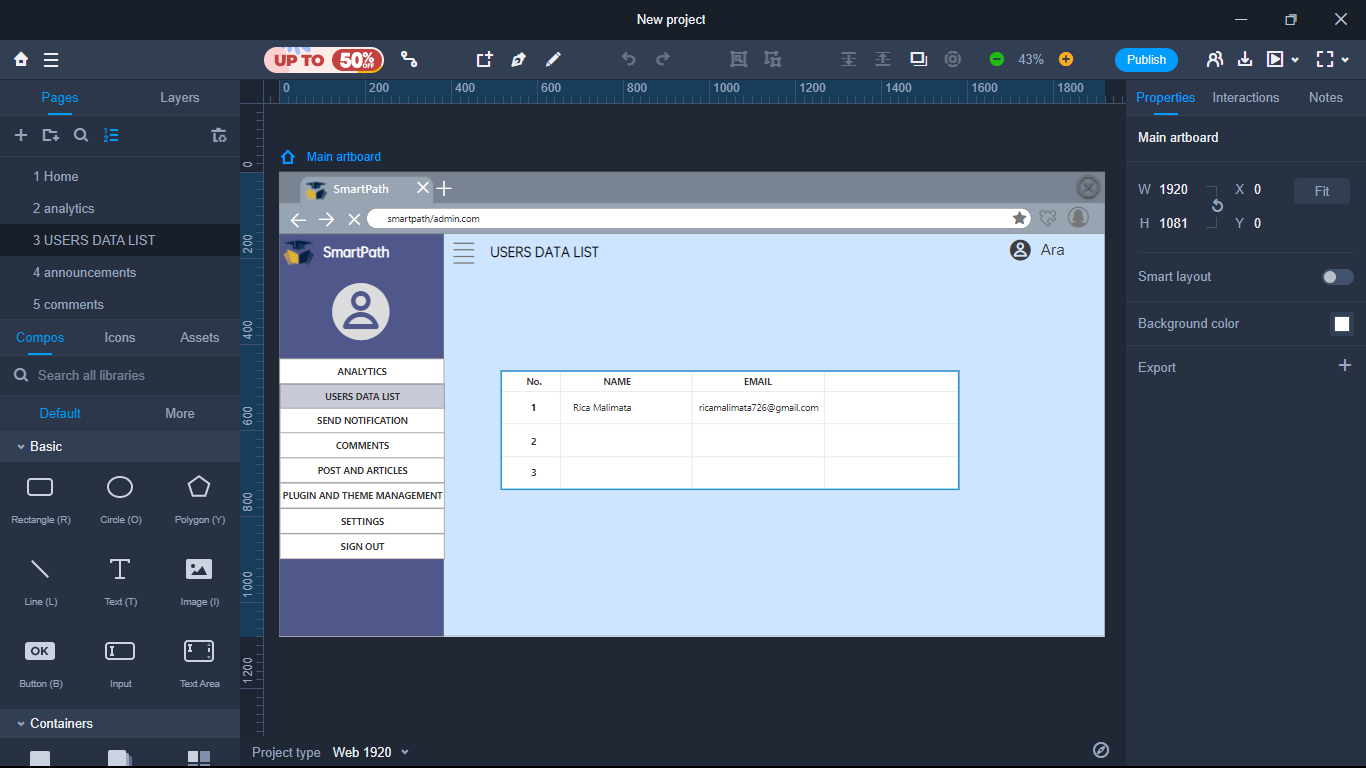 New project
UP TO 50% OFF
43%
Publish
Pages Layers
0 200 400 600 800 1000 1200 1400 1600 1800
Properties Interactions Notes
1 Home
2 analytics
3 USERS DATA LIST
4 announcements
5 comments
Compos Icons Assets
Search all libraries
Default More
Basic
Rectangle (R) Circle (O) Polygon (Y)
Line (L) Text (T) Image (I)
OK
Button (B) Input Text Area
Containers
0
200
400
600
800
1000
1200
Main artboard
SmartPath
smartpath/admin.com
SmartPath
USERS DATA LIST
Ara
ANALYTICS
USERS DATA LIST
SEND NOTIFICATION
COMMENTS
POST AND ARTICLES
PLUGIN AND THEME MANAGEMENT
SETTINGS
SIGN OUT
No. NAME EMAIL
1 Rica Malimata ricamalimata726@gmail.com
2
3
Project type Web 1920
Main artboard
W 1920 X 0 Fit
H 1081 Y 0
Smart layout
Background color
Export